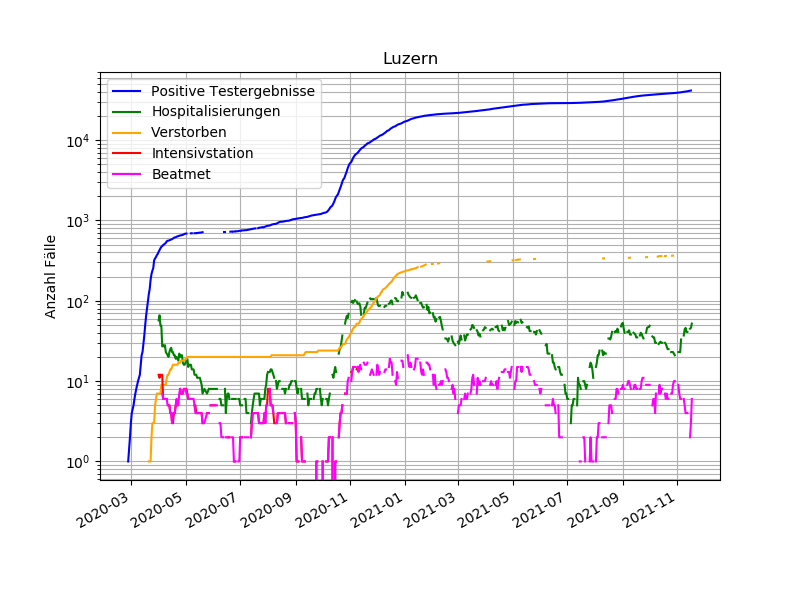 Luzern
Positive Testergebnisse
Hospitalisierungen
Verstorben
Intensivstation
Beatmet
Anzahl Fälle
10⁴
10³
10²
10¹
10⁰
2020-03
2020-05
2020-07
2020-09
2020-11
2021-01
2021-03
2021-05
2021-07
2021-09
2021-11